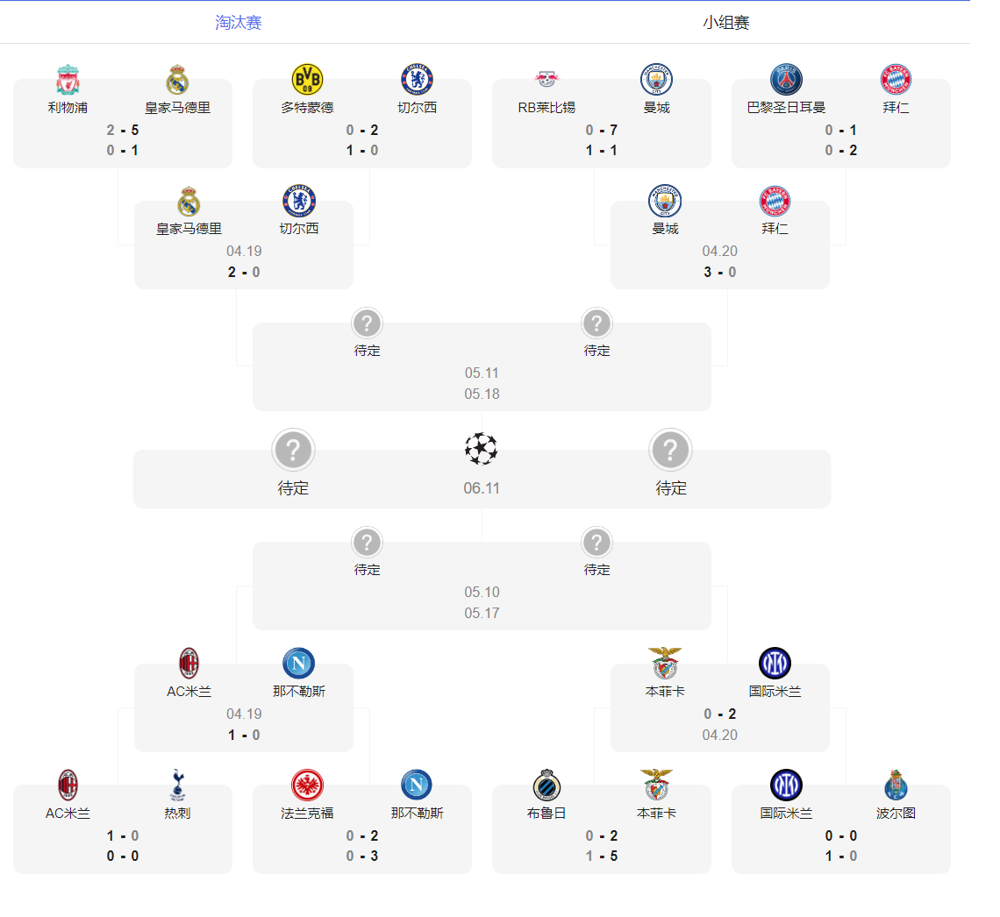 淘汰赛 小组赛
利物浦 皇家马德里 多特蒙德 切尔西 RB莱比锡 曼城 巴黎圣日耳曼 拜仁
2 - 5 0 - 2 0 - 7 0 - 1
0 - 1 1 - 0 1 - 1 0 - 2
皇家马德里 切尔西 曼城 拜仁
04.19 04.20
2 - 0 3 - 0
? ?
待定 待定
05.11
05.18
? ?
待定 06.11 待定
? ?
待定 待定
05.10
05.17
AC米兰 那不勒斯 本菲卡 国际米兰
04.19 0 - 2
1 - 0 04.20
AC米兰 热刺 法兰克福 那不勒斯 布鲁日 本菲卡 国际米兰 波尔图
1 - 0 0 - 2 0 - 2 0 - 0
0 - 0 0 - 3 1 - 5 1 - 0